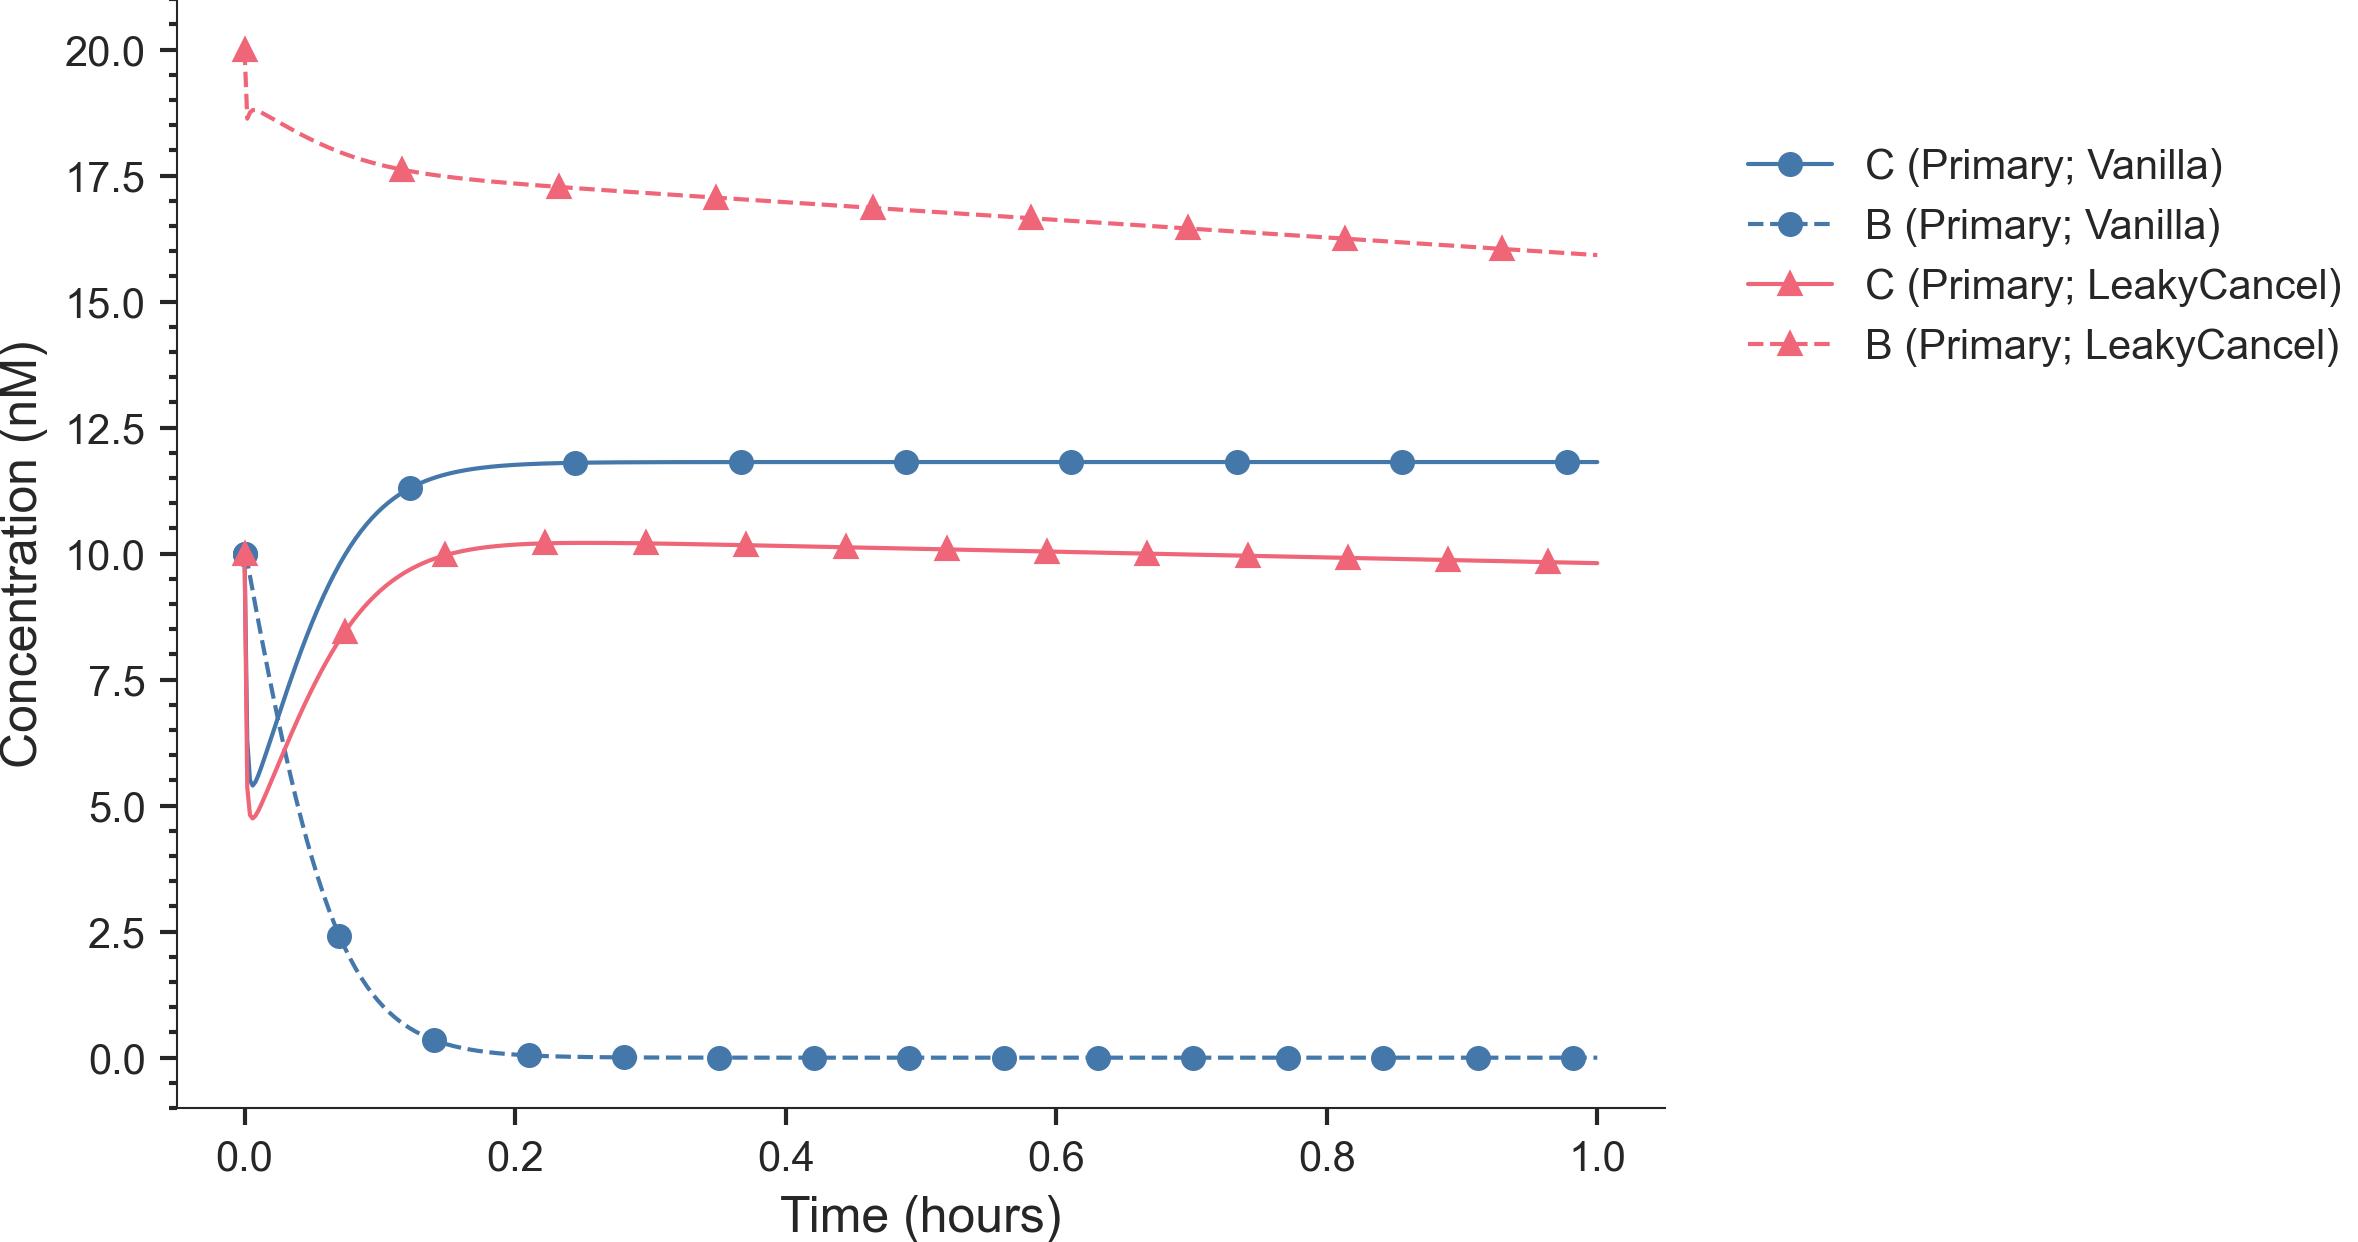 20.0
17.5
15.0
12.5
10.0
7.5
5.0
2.5
0.0
Concentration (nM)
0.0 0.2 0.4 0.6 0.8 1.0
Time (hours)
C (Primary; Vanilla)
B (Primary; Vanilla)
C (Primary; LeakyCancel)
B (Primary; LeakyCancel)